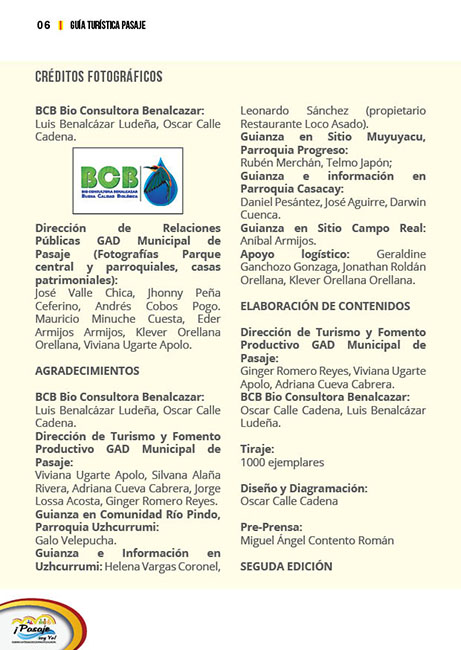 06 GUÍA TURÍSTICA PASAJE
CRÉDITOS FOTOGRÁFICOS
BCB Bio Consultora Benalcazar:
Luis Benalcázar Ludeña, Oscar Calle
Cadena.
BCB
BIO CONSULTORA BENALCAZAR
BUENA CALIDAD BIOLÓGICA
Dirección de Relaciones
Públicas GAD Municipal de
Pasaje (Fotografías Parque
central y parroquiales, casas
patrimoniales):
José Valle Chica, Jhonny Peña
Ceferino, Andrés Cobos Pogo.
Mauricio Minuche Cuesta, Eder
Armijos Armijos, Klever Orellana
Orellana, Viviana Ugarte Apolo.
AGRADECIMIENTOS
BCB Bio Consultora Benalcazar:
Luis Benalcázar Ludeña, Oscar Calle
Cadena.
Dirección de Turismo y Fomento
Productivo GAD Municipal de
Pasaje:
Viviana Ugarte Apolo, Silvana Alaña
Rivera, Adriana Cueva Cabrera, Jorge
Lossa Acosta, Ginger Romero Reyes.
Guianza en Comunidad Río Pindo,
Parroquia Uzhcurrumi:
Galo Velepucha.
Guianza e Información en
Uzhcurrumi: Helena Vargas Coronel,
Leonardo Sánchez (propietario
Restaurante Loco Asado).
Guianza en Sitio Muyuyacu,
Parroquia Progreso:
Rubén Merchán, Telmo Japón;
Guianza e información en
Parroquia Casacay:
Daniel Pesántez, José Aguirre, Darwin
Cuenca.
Guianza en Sitio Campo Real:
Aníbal Armijos.
Apoyo logístico: Geraldine
Ganchozo Gonzaga, Jonathan Roldán
Orellana, Klever Orellana Orellana.
ELABORACIÓN DE CONTENIDOS
Dirección de Turismo y Fomento
Productivo GAD Municipal de
Pasaje:
Ginger Romero Reyes, Viviana Ugarte
Apolo, Adriana Cueva Cabrera.
BCB Bio Consultora Benalcázar:
Oscar Calle Cadena, Luis Benalcázar
Ludeña.
Tiraje:
1000 ejemplares
Diseño y Diagramación:
Oscar Calle Cadena
Pre-Prensa:
Miguel Ángel Contento Román
SEGUDA EDICIÓN
¡Pasaje
soy Yo!